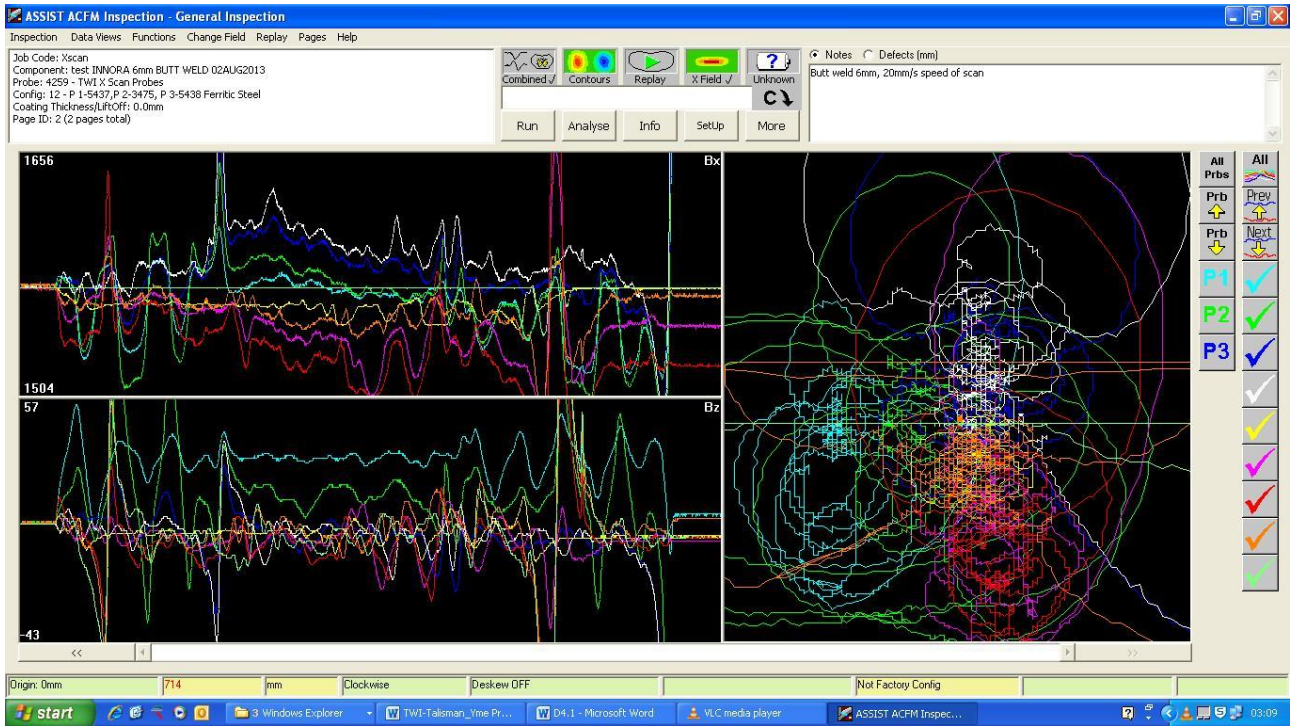 ASSIST ACFM Inspection - General Inspection
Inspection Data Views Functions Change Field Replay Pages Help
Job Code: Xscan
Component: test INNORA 6mm BUTT WELD 02AUG2013
Probe: 4259 - TWI X Scan Probes
Config: 12 - P 1-5437,P 2-3475, P 3-5438 Ferritic Steel
Coating Thickness/LiftOff: 0.0mm
Page ID: 2 (2 pages total)
Combined √ Contours Replay X Field √ Unknown
C
Run Analyse Info SetUp More
Notes Defects (mm)
Butt weld 6mm, 20mm/s speed of scan
1656 Bx
1504
57 Bz
-43
All Prbs All
Prb Prev
Prb Next
P1
P2
P3
<< >>
Origin: 0mm 714 mm Clockwise Deskew OFF Not Factory Config
start 3 Windows Explorer TWI-Talisman_Yme Pr... D4.1 - Microsoft Word VLC media player ASSIST ACFM Inspec... 03:09